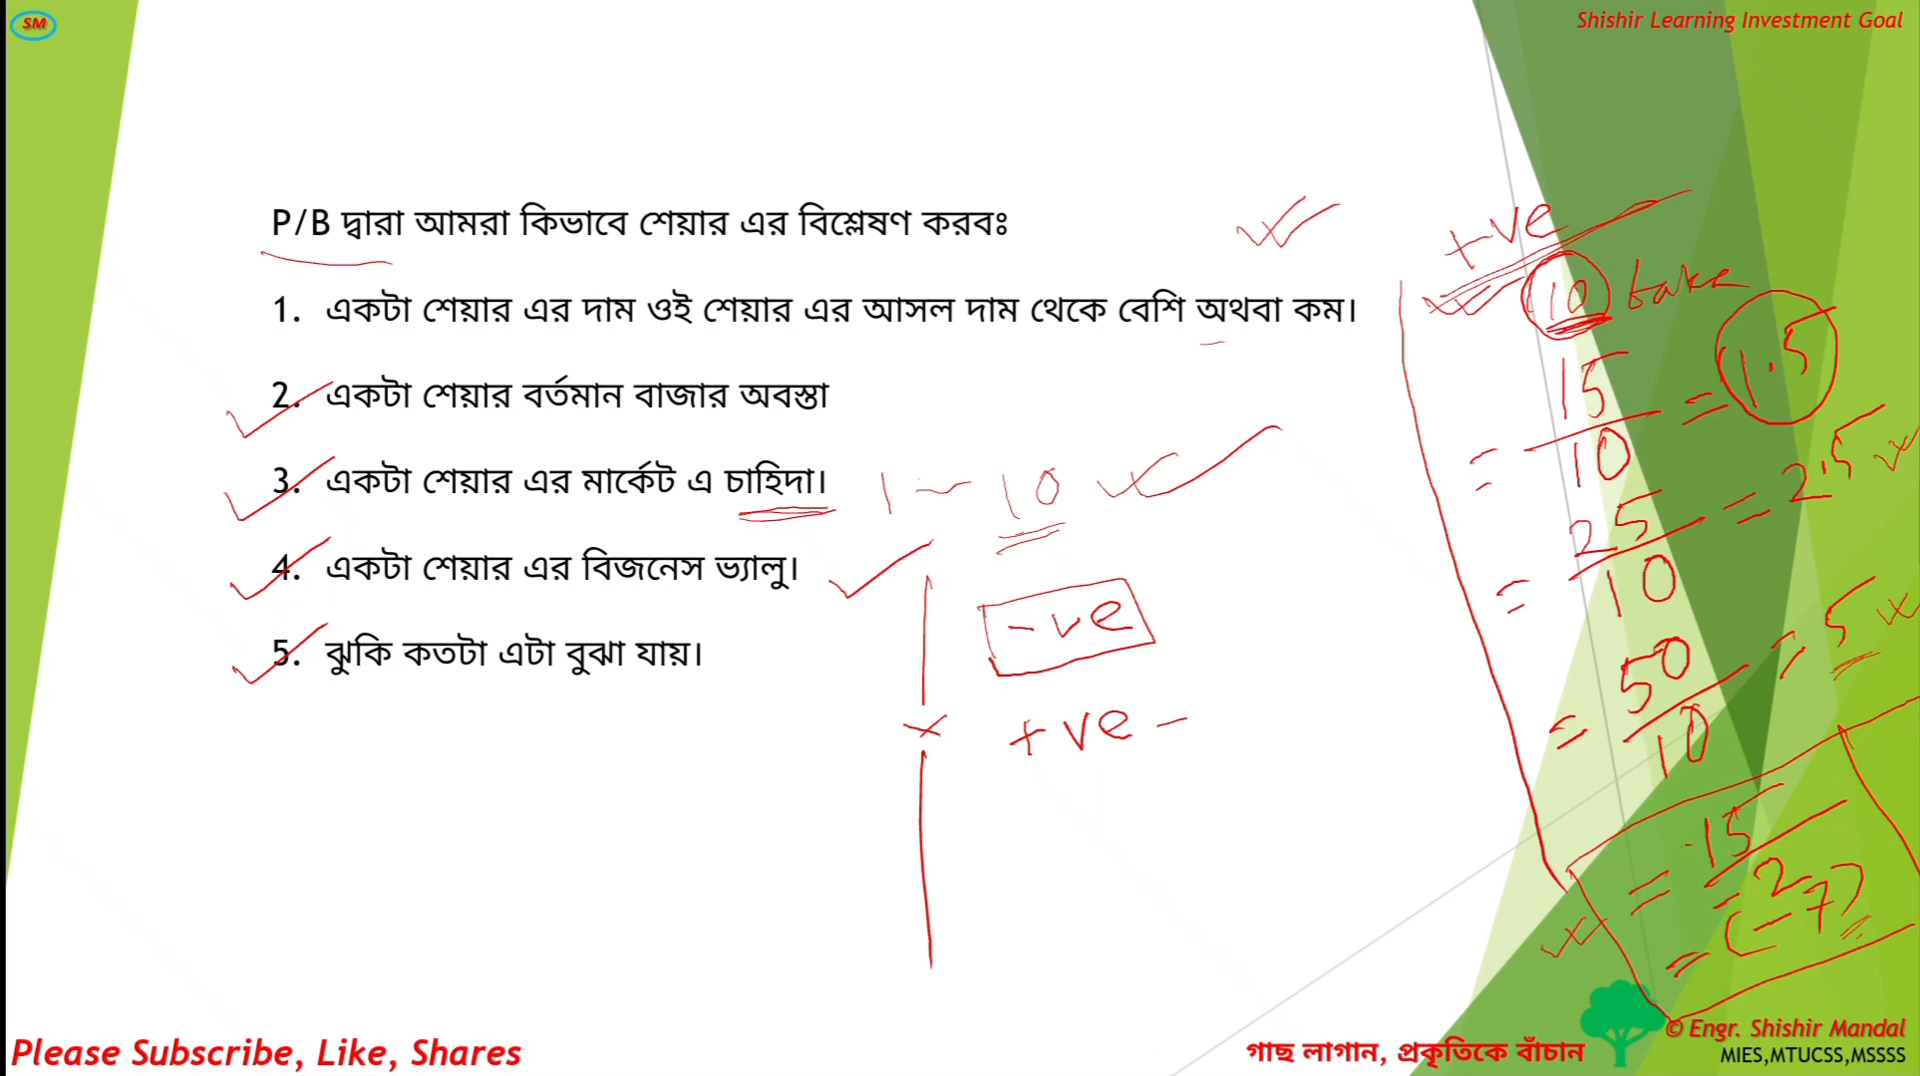 SM
Shishir Learning Investment Goal
P/B দ্বারা আমরা কিভাবে শেয়ার এর বিশ্লেষণ করবঃ
1. একটা শেয়ার এর দাম ওই শেয়ার এর আসল দাম থেকে বেশি অথবা কম।
2. একটা শেয়ার বর্তমান বাজার অবস্তা
3. একটা শেয়ার এর মার্কেট এ চাহিদা।
1 ~ 10
4. একটা শেয়ার এর বিজনেস ভ্যালু।
-ve
5. ঝুকি কতটা এটা বুঝা যায়।
+ve -
+ve
10 taka
= 15/10 = 1.5
= 25/10 = 2.5
= 50/10 = 5
= 15/-2
= (-7)
Please Subscribe, Like, Shares
গাছ লাগান, প্রকৃতিকে বাঁচান
© Engr. Shishir Mandal
MIES,MTUCSS,MSSSS